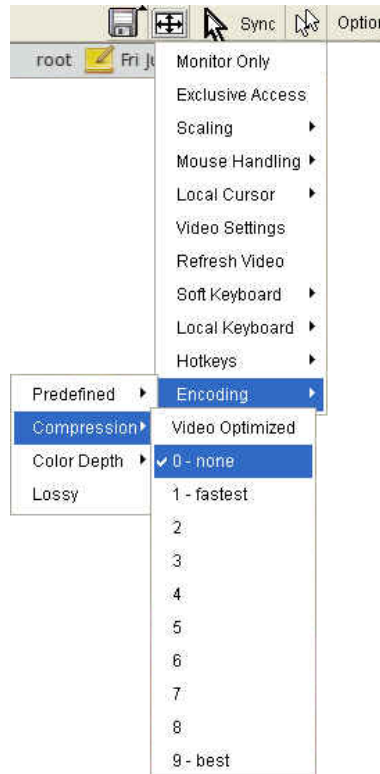 Sync Option
root Fri Ju
Monitor Only
Exclusive Access
Scaling
Mouse Handling
Local Cursor
Video Settings
Refresh Video
Soft Keyboard
Local Keyboard
Hotkeys
Encoding
Predefined
Compression
Color Depth
Lossy
Video Optimized
0 - none
1 - fastest
2
3
4
5
6
7
8
9 - best